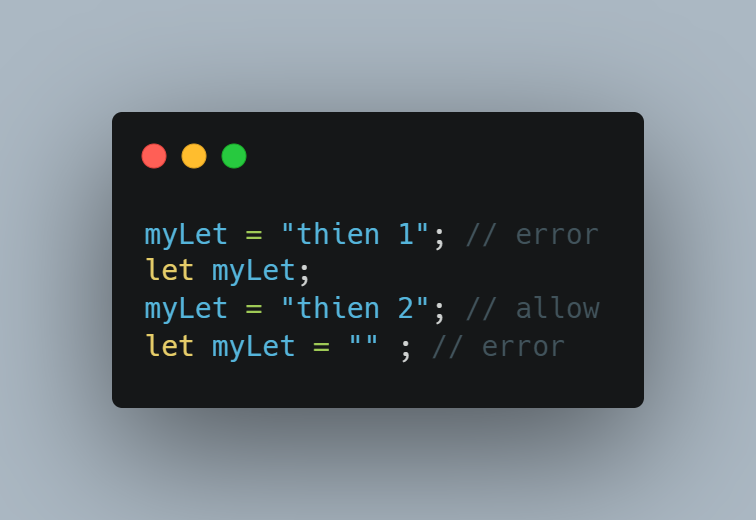 myLet = "thien 1"; // error
let myLet;
myLet = "thien 2"; // allow
let myLet = "" ; // error